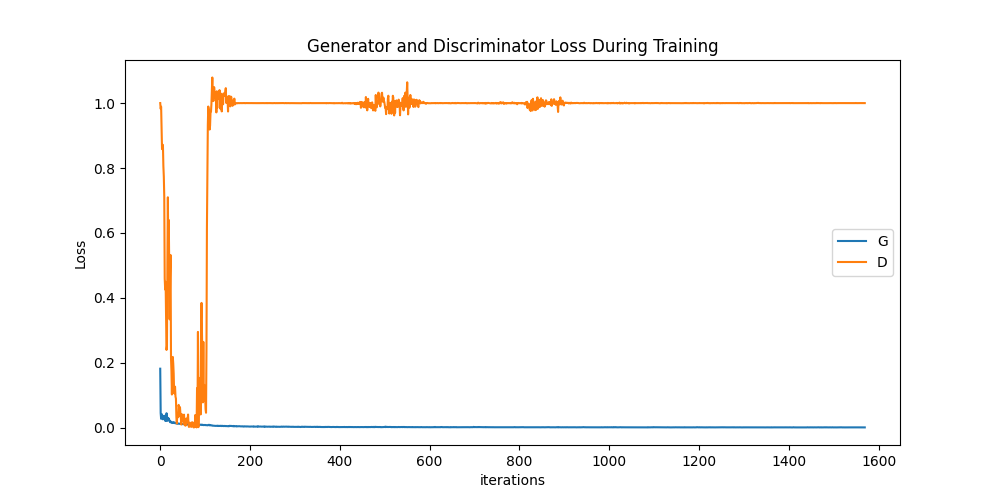 Generator and Discriminator Loss During Training
1.0
0.8
0.6
0.4
0.2
0.0
Loss
G
D
0 200 400 600 800 1000 1200 1400 1600
iterations